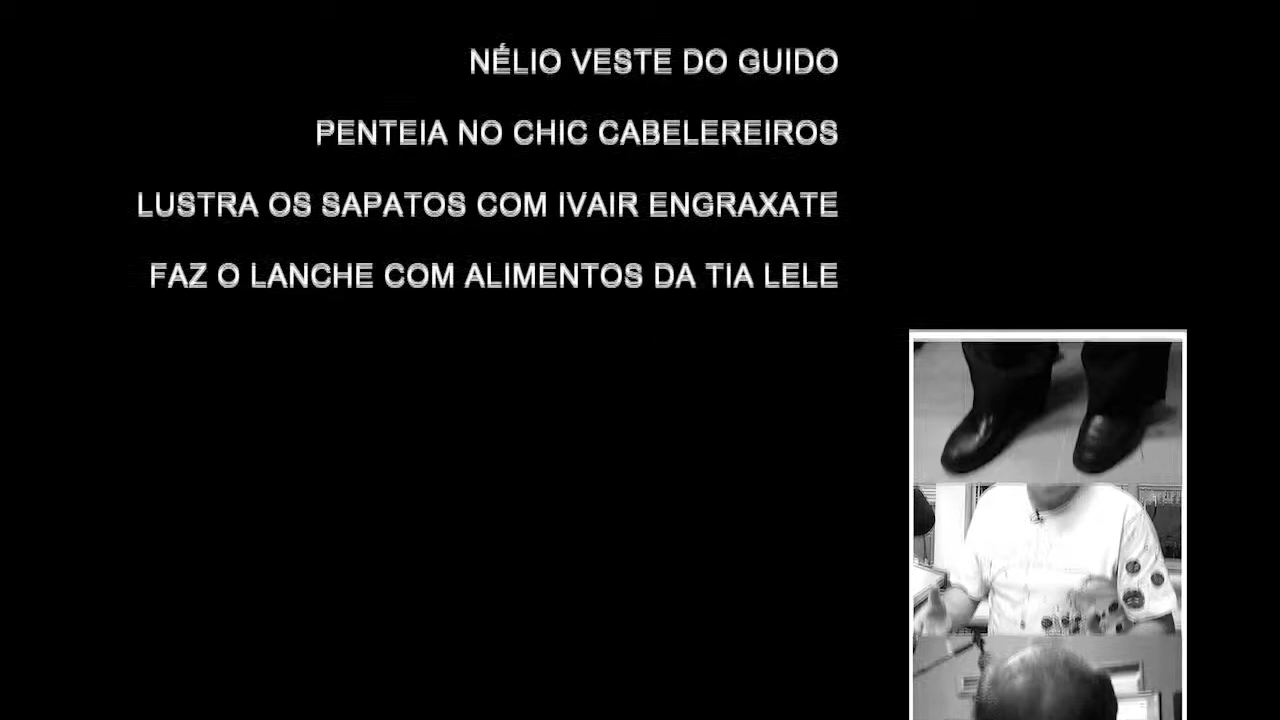 NÉLIO VESTE DO GUIDO
PENTEIA NO CHIC CABELEREIROS
LUSTRA OS SAPATOS COM IVAIR ENGRAXATE
FAZ O LANCHE COM ALIMENTOS DA TIA LELE